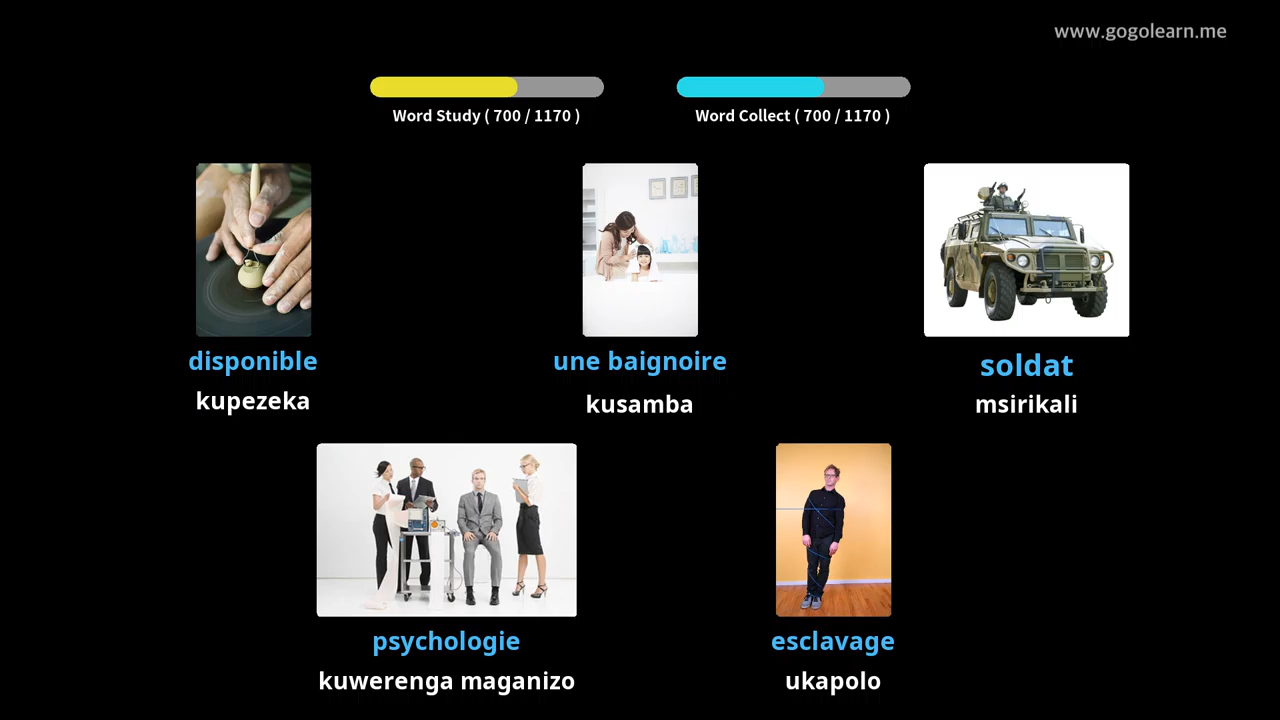 www.gogolearn.me
Word Study ( 700 / 1170 )
Word Collect ( 700 / 1170 )
disponible
kupezeka
une baignoire
kusamba
soldat
msirikali
psychologie
kuwerenga maganizo
esclavage
ukapolo